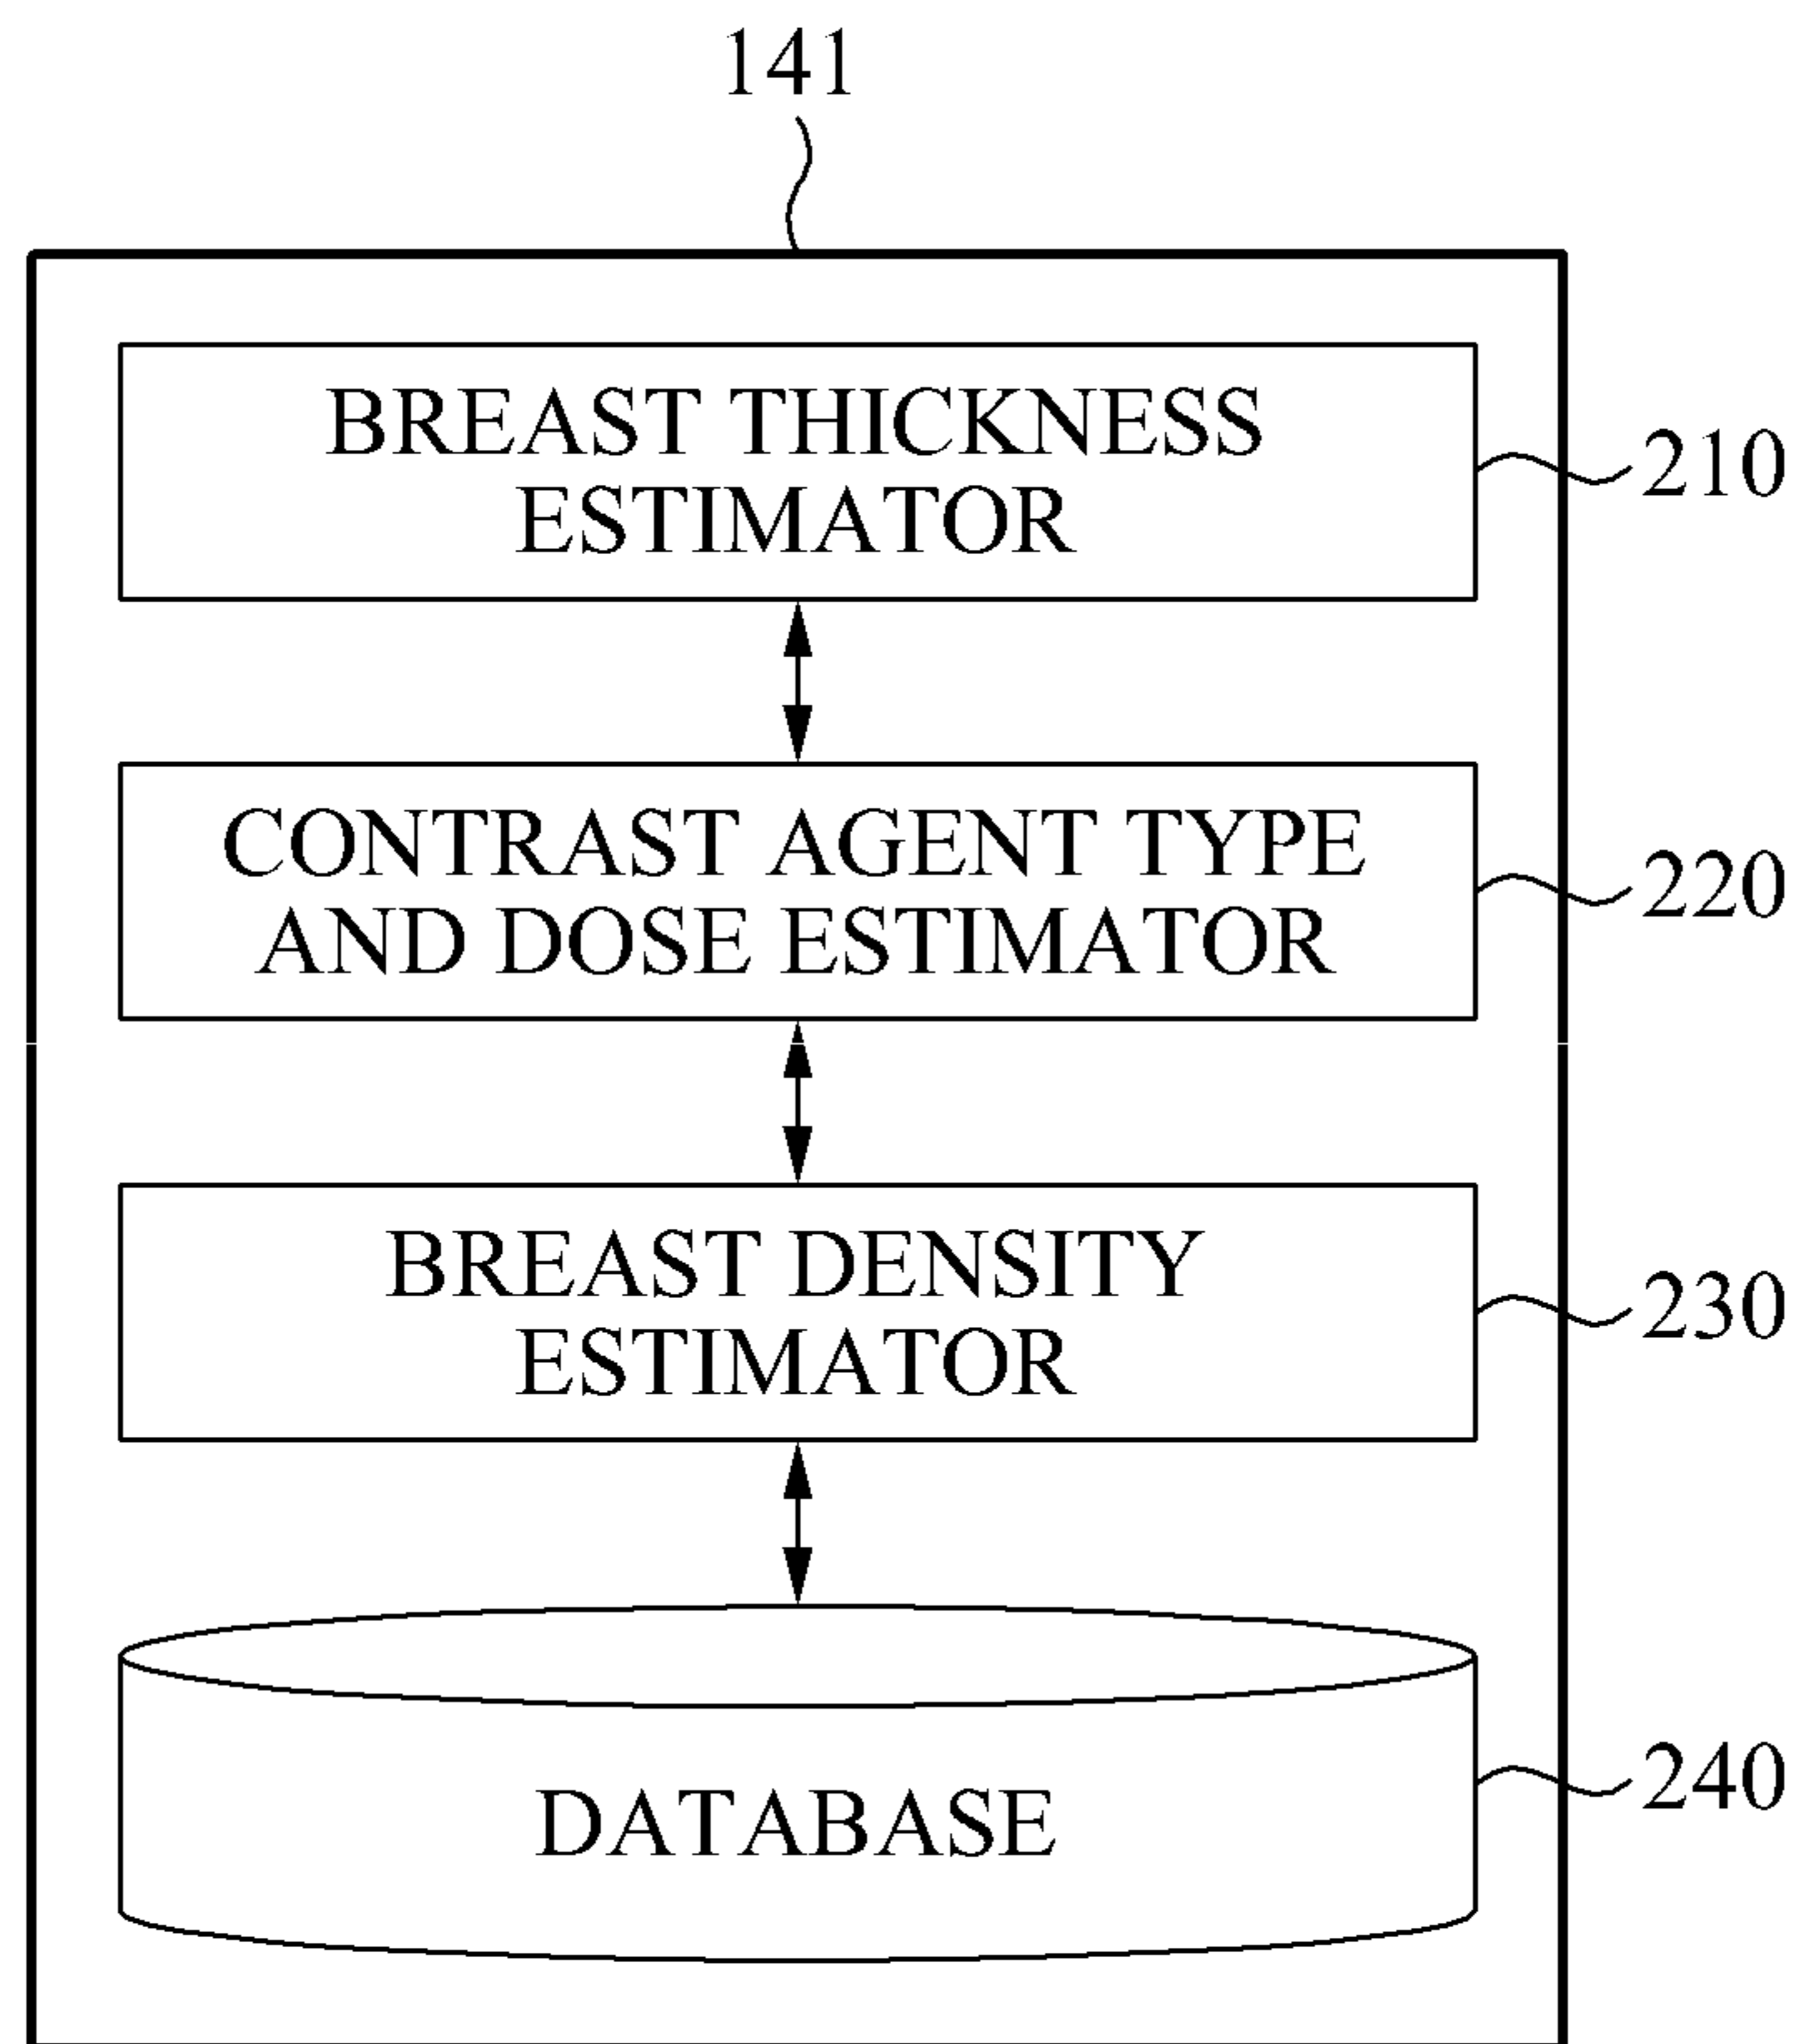 141
BREAST THICKNESS
ESTIMATOR
210
CONTRAST AGENT TYPE
AND DOSE ESTIMATOR
220
BREAST DENSITY
ESTIMATOR
230
DATABASE
240